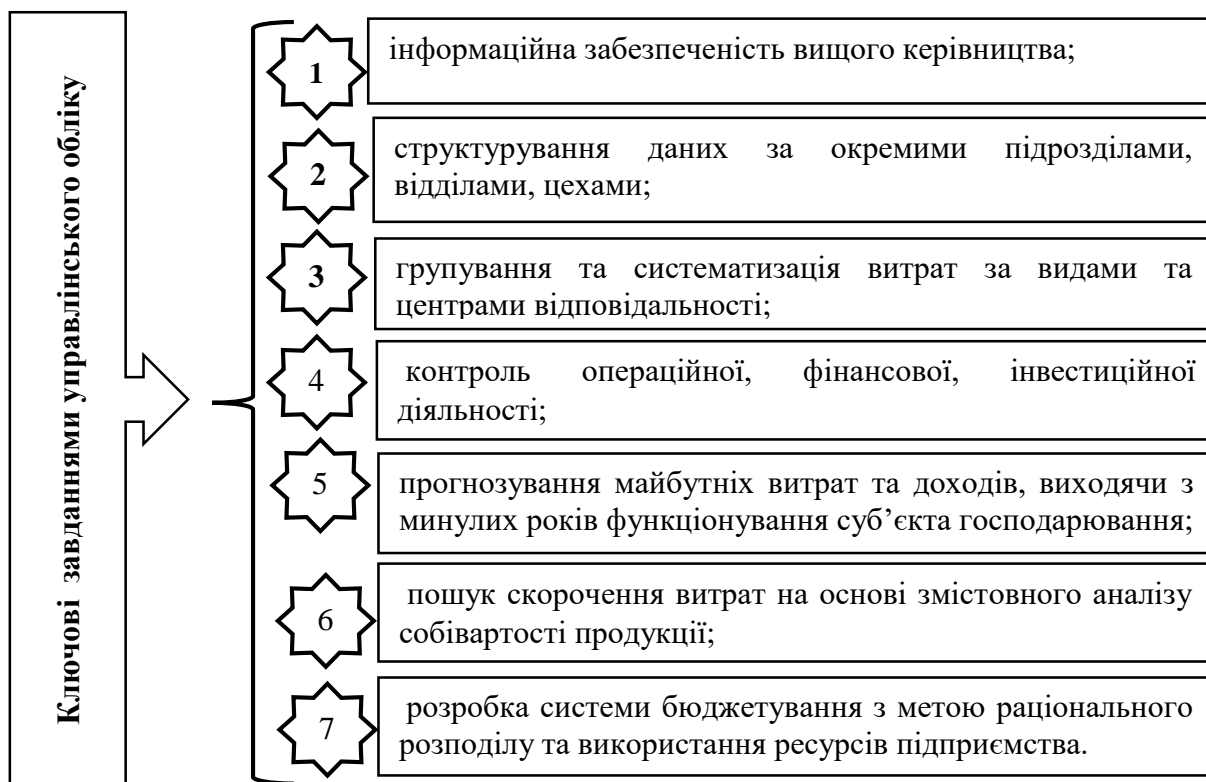 Ключові завданнями управлінського обліку
1
інформаційна забезпеченість вищого керівництва;
2
структурування даних за окремими підрозділами,
відділами, цехами;
3
групування та систематизація витрат за видами та
центрами відповідальності;
4
контроль операційної, фінансової, інвестиційної
діяльності;
5
прогнозування майбутніх витрат та доходів, виходячи з
минулих років функціонування суб’єкта господарювання;
6
пошук скорочення витрат на основі змістовного аналізу
собівартості продукції;
7
розробка системи бюджетування з метою раціонального
розподілу та використання ресурсів підприємства.